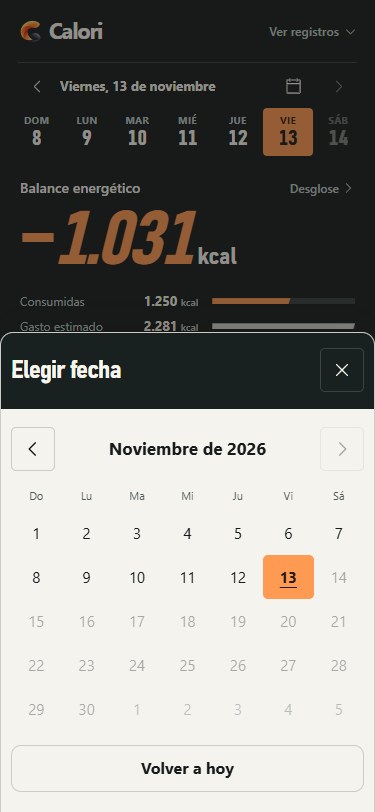 Calori
Ver registros
Viernes, 13 de noviembre
DOM LUN MAR MIÉ JUE VIE SÁB
8 9 10 11 12 13 14
Balance energético
Desglose
−1.031 kcal
Consumidas 1.250 kcal
Gasto estimado 2.281 kcal
Elegir fecha
Noviembre de 2026
Do Lu Ma Mi Ju Vi Sá
1 2 3 4 5 6 7
8 9 10 11 12 13 14
15 16 17 18 19 20 21
22 23 24 25 26 27 28
29 30 1 2 3 4 5
Volver a hoy